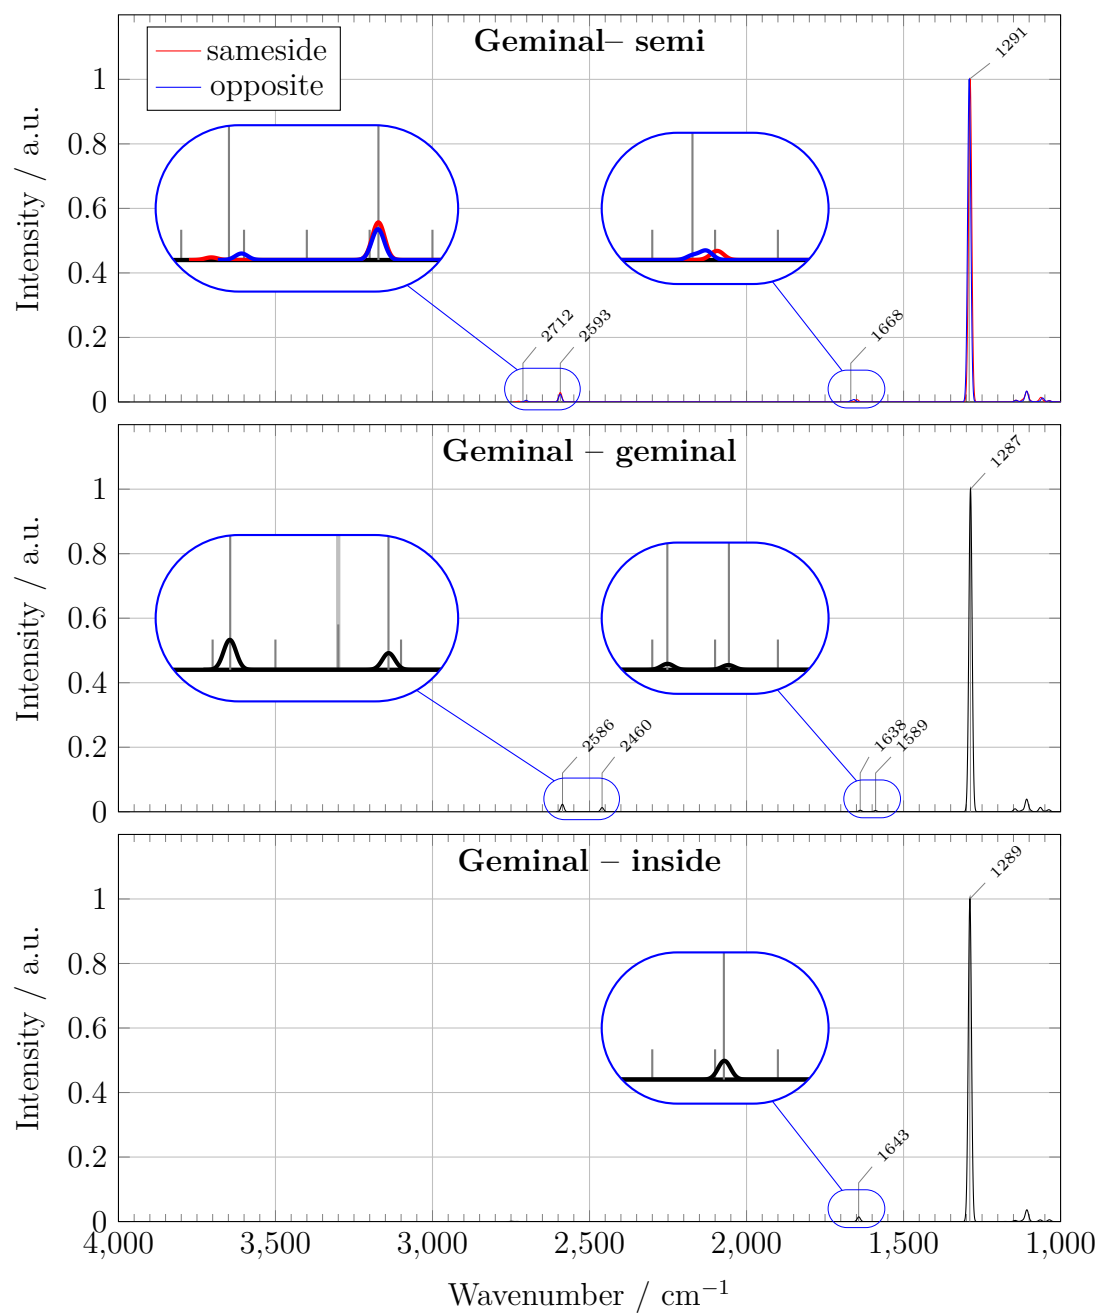 Geminal– semi
sameside
opposite
1291
1
0.8
0.6
0.4
0.2
0
Intensity / a.u.
2712
2593
1668
Geminal – geminal
1287
1
0.8
0.6
0.4
0.2
0
Intensity / a.u.
2586
2460
1638
1589
Geminal – inside
1289
1
0.8
0.6
0.4
0.2
0
Intensity / a.u.
1643
4,000 3,500 3,000 2,500 2,000 1,500 1,000
Wavenumber / cm⁻¹